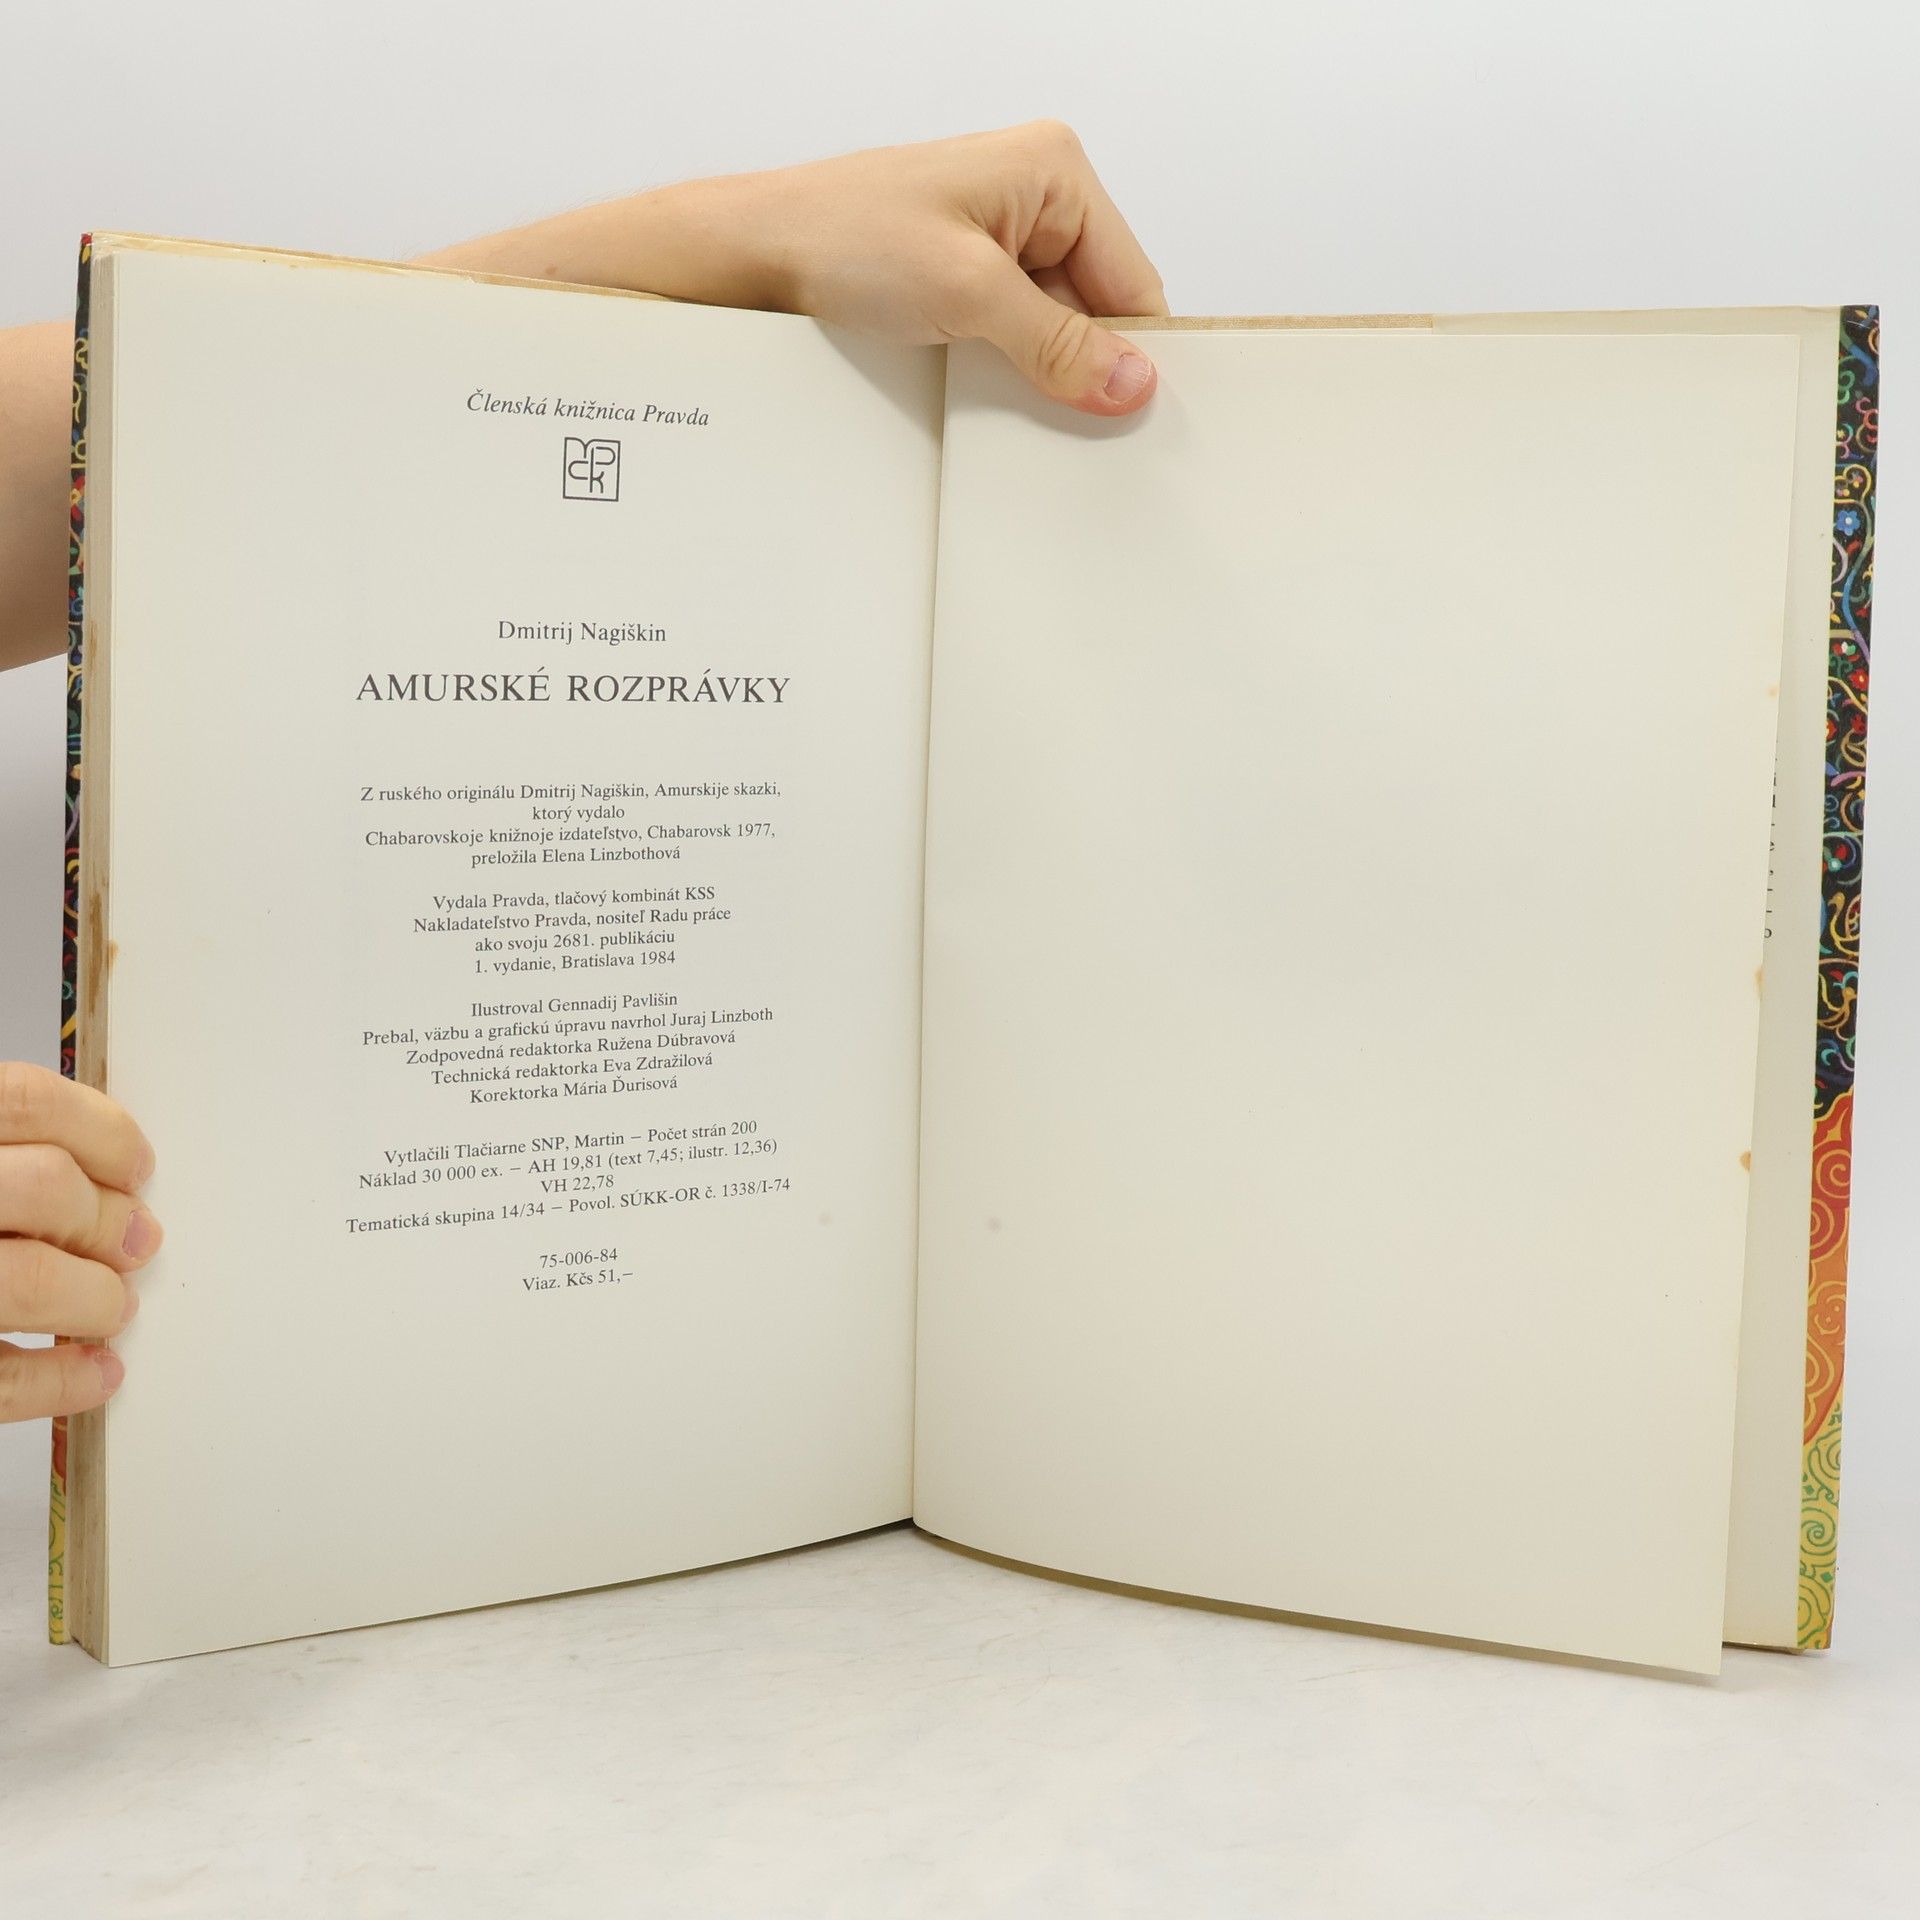 Členská knižnica Pravda
Dmitrij Nagiškin
AMURSKÉ ROZPRÁVKY
Z ruského originálu Dmitrij Nagiškin, Amurskije skazki,
ktorý vydalo
Chabarovskoje knižnoje izdateľstvo, Chabarovsk 1977,
preložila Elena Linzbothová
Vydala Pravda, tlačový kombinát KSS
Nakladateľstvo Pravda, nositeľ Radu práce
ako svoju 2681. publikáciu
1. vydanie, Bratislava 1984
Ilustroval Gennadij Pavlišin
Prebal, väzbu a grafickú úpravu navrhol Juraj Linzboth
Zodpovedná redaktorka Ružena Dúbravová
Technická redaktorka Eva Zdražilová
Korektorka Mária Ďurisová
Vytlačili Tlačiarne SNP, Martin – Počet strán 200
Náklad 30 000 ex. – AH 19,81 (text 7,45; ilustr. 12,36)
VH 22,78
Tematická skupina 14/34 – Povol. SÚKK-OR č. 1338/I-74
75-006-84
Viaz. Kčs 51,–